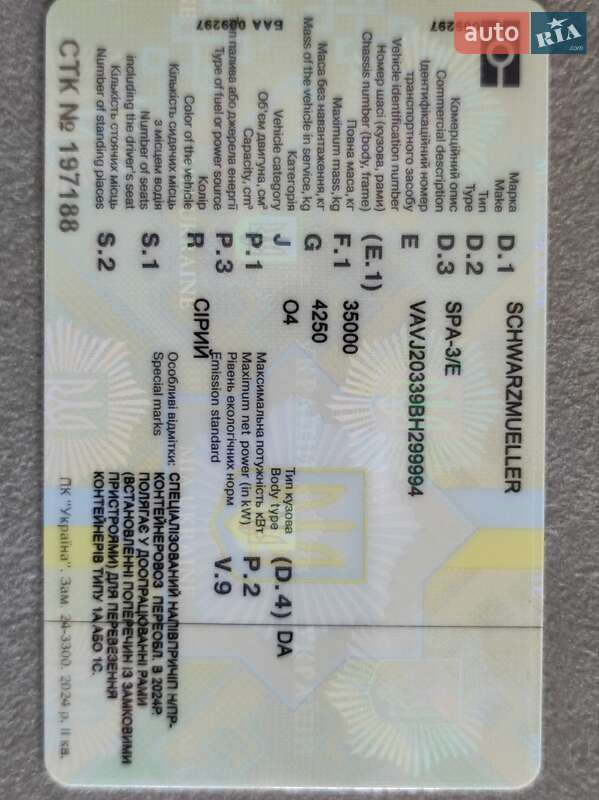 auto RIA .com
БАА 089297
Марка D.1 SCHWARZMUELLER
Make
Тип D.2
Type
Комерційний опис D.3 SPA-3/E
Commercial description
Ідентифікаційний номер
транспортного засобу E VAVJ20339BH299994
Vehicle identification number
Номер шасі (кузова, рами) (E.1)
Chassis number (body, frame)
Повна маса, кг F.1 35000
Maximum mass, kg
Маса без навантаження, кг G 4250
Mass of the vehicle in service, kg
Категорія J O4 Тип кузова (D.4) DA
Vehicle category Body type
Об'єм двигуна, см³ P.1 Максимальна потужність кВт P.2
Capacity, cm³ Maximum net power (in kW)
палива або джерела енергії P.3 Рівень екологічних норм V.9
Type of fuel or power source Emission standard
Колір R СІРИЙ
Color of the vehicle
Кількість сидячих місць
з місцем водія S.1
Number of seats
including the driver's seat
Кількість стоячих місць S.2
Number of standing places
Особливі відмітки:
Special marks
СПЕЦІАЛІЗОВАНИЙ НАПІВПРИЧІП Н/ПР-
КОНТЕЙНЕРОВОЗ ПЕРЕОБЛ. В 2024Р.
ПОЛЯГАЄ У ДООПРАЦЮВАННІ РАМИ
(ВСТАНОВЛЕННІ ПОПЕРЕЧИН ІЗ ЗАМКОВИМИ
ПРИСТРОЯМИ) ДЛЯ ПЕРЕВЕЗЕННЯ
КОНТЕЙНЕРІВ ТИПУ 1А АБО 1С.
СТК № 197188
ПК "Україна". Зам. 24-3300. 2024 р. ІІ кв.